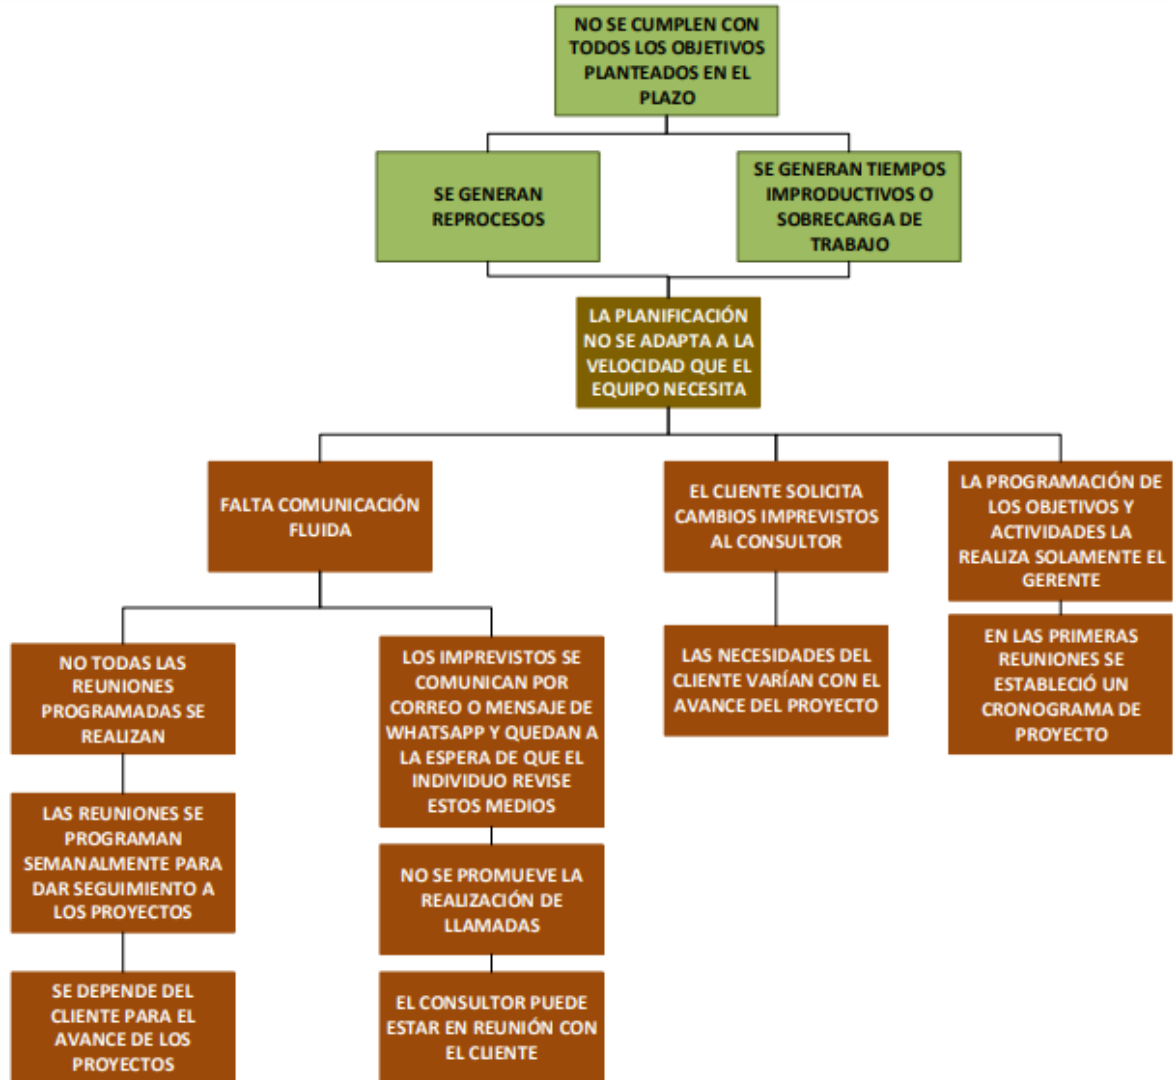 NO SE CUMPLEN CON
TODOS LOS OBJETIVOS
PLANTEADOS EN EL
PLAZO
SE GENERAN
REPROCESOS
SE GENERAN TIEMPOS
IMPRODUCTIVOS O
SOBRECARGA DE
TRABAJO
LA PLANIFICACIÓN
NO SE ADAPTA A LA
VELOCIDAD QUE EL
EQUIPO NECESITA
FALTA COMUNICACIÓN
FLUIDA
EL CLIENTE SOLICITA
CAMBIOS IMPREVISTOS
AL CONSULTOR
LA PROGRAMACIÓN DE
LOS OBJETIVOS Y
ACTIVIDADES LA
REALIZA SOLAMENTE EL
GERENTE
NO TODAS LAS
REUNIONES
PROGRAMADAS SE
REALIZAN
LOS IMPREVISTOS SE
COMUNICAN POR
CORREO O MENSAJE DE
WHATSAPP Y QUEDAN A
LA ESPERA DE QUE EL
INDIVIDUO REVISE
ESTOS MEDIOS
LAS NECESIDADES DEL
CLIENTE VARÍAN CON EL
AVANCE DEL PROYECTO
EN LAS PRIMERAS
REUNIONES SE
ESTABLECIÓ UN
CRONOGRAMA DE
PROYECTO
LAS REUNIONES SE
PROGRAMAN
SEMANALMENTE PARA
DAR SEGUIMIENTO A
LOS PROYECTOS
NO SE PROMUEVE LA
REALIZACIÓN DE
LLAMADAS
SE DEPENDE DEL
CLIENTE PARA EL
AVANCE DE LOS
PROYECTOS
EL CONSULTOR PUEDE
ESTAR EN REUNIÓN CON
EL CLIENTE